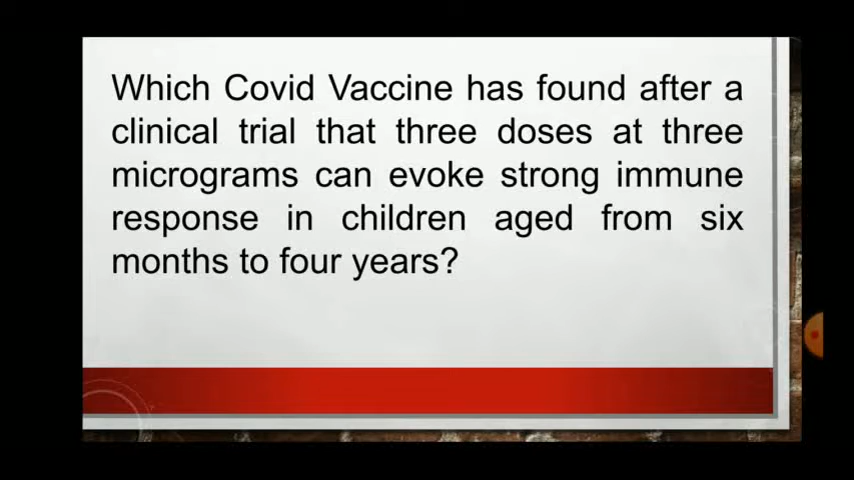 Which Covid Vaccine has found after a
clinical trial that three doses at three
micrograms can evoke strong immune
response in children aged from six
months to four years?